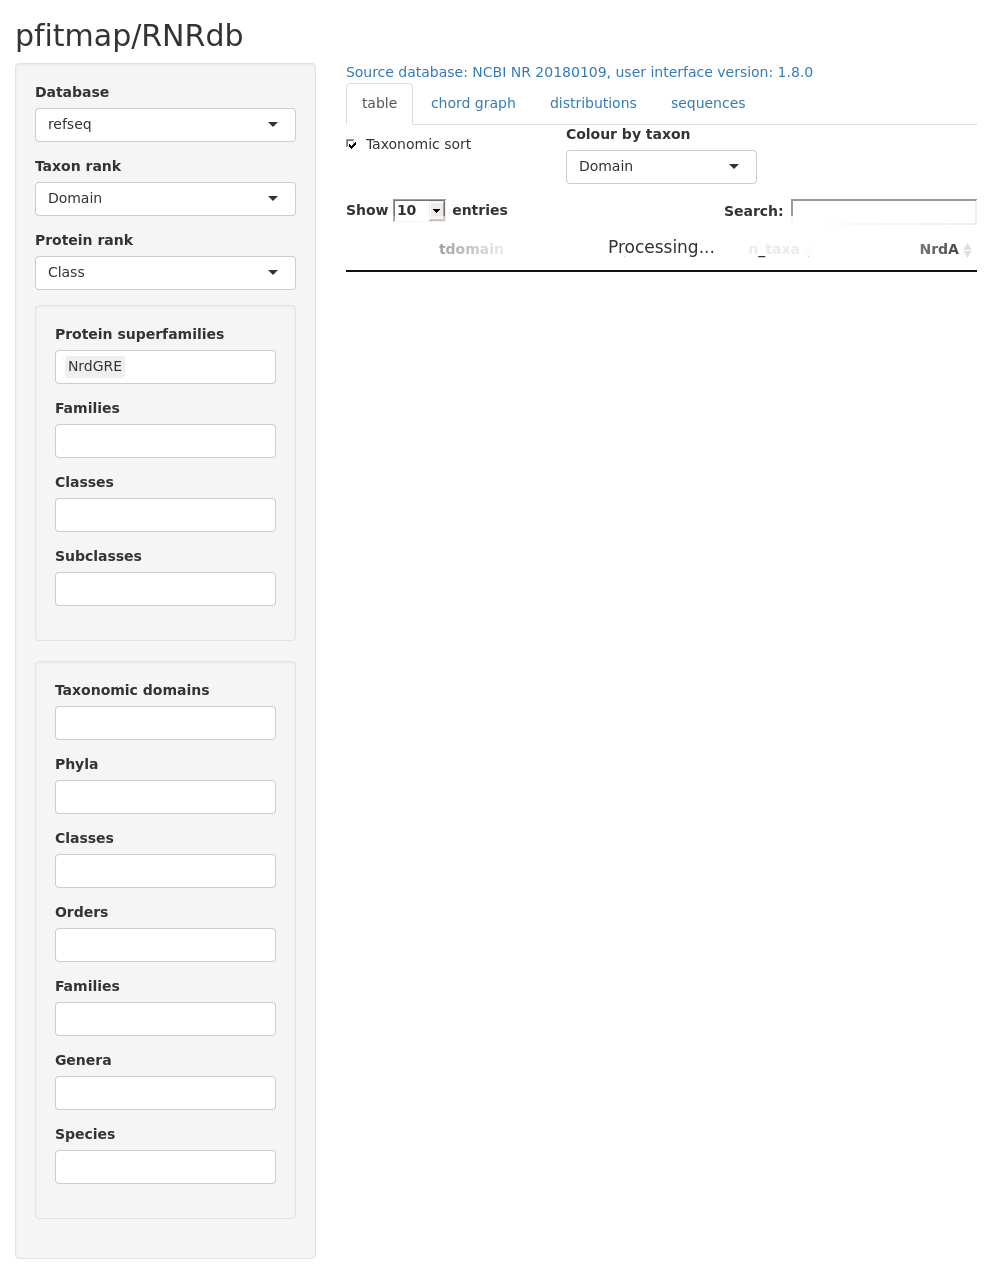 pfitmap/RNRdb
Database
refseq
Taxon rank
Domain
Protein rank
Class
Protein superfamilies
NrdGRE
Families
Classes
Subclasses
Taxonomic domains
Phyla
Classes
Orders
Families
Genera
Species
Source database: NCBI NR 20180109, user interface version: 1.8.0
table chord graph distributions sequences
Taxonomic sort
Colour by taxon
Domain
Show 10 entries
Search:
tdomain Processing... n_taxa NrdA